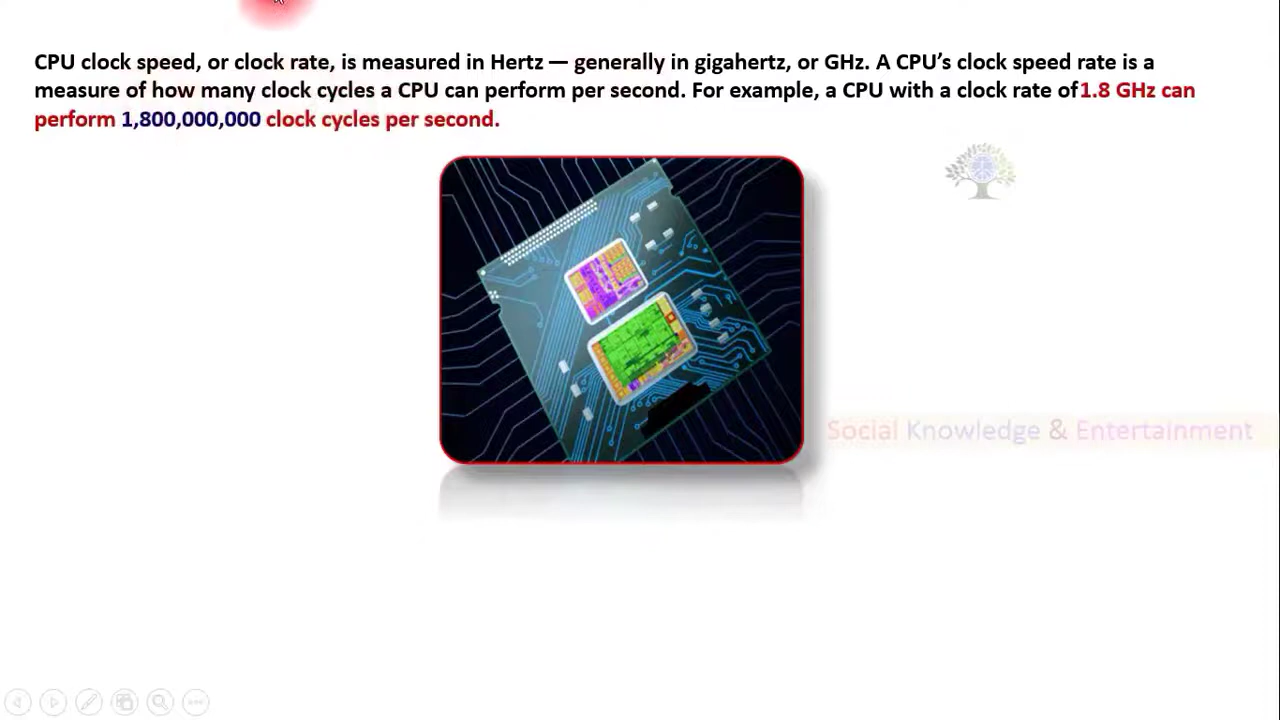 CPU clock speed, or clock rate, is measured in Hertz — generally in gigahertz, or GHz. A CPU’s clock speed rate is a
measure of how many clock cycles a CPU can perform per second. For example, a CPU with a clock rate of 1.8 GHz can
perform 1,800,000,000 clock cycles per second.
Social Knowledge & Entertainment